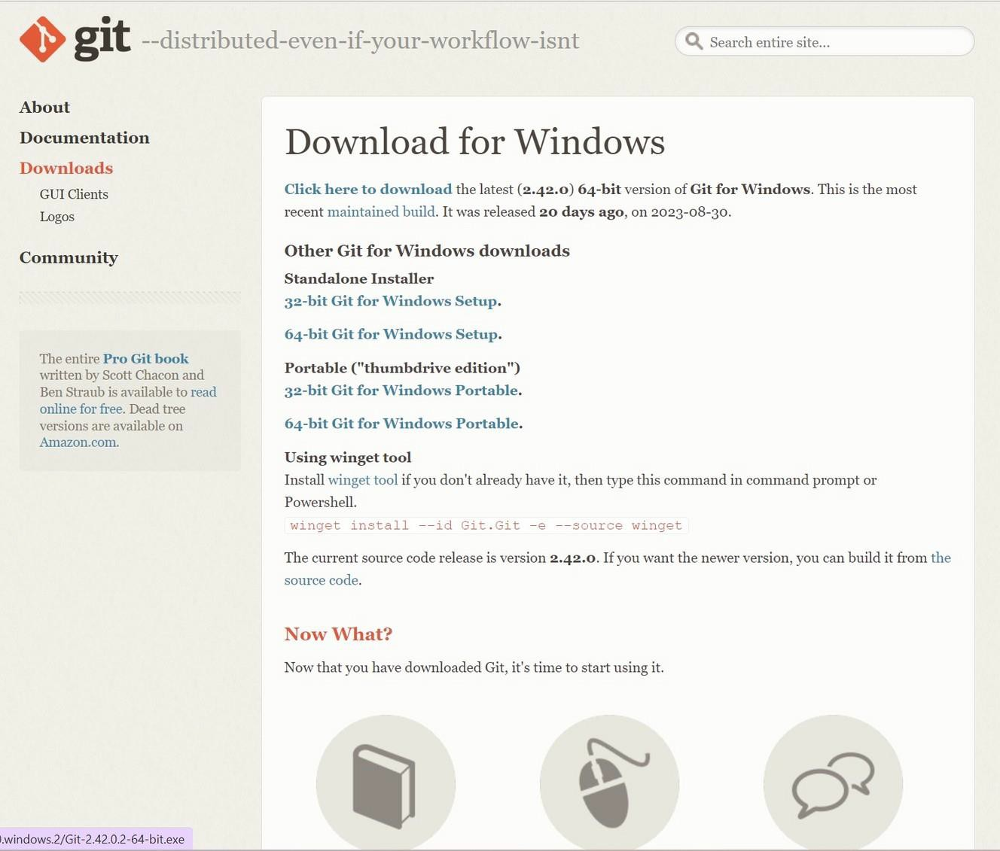 git --distributed-even-if-your-workflow-isnt
Search entire site...
About
Documentation
Downloads
GUI Clients
Logos
Community
The entire Pro Git book
written by Scott Chacon and
Ben Straub is available to read
online for free. Dead tree
versions are available on
Amazon.com.
Download for Windows
Click here to download the latest (2.42.0) 64-bit version of Git for Windows. This is the most
recent maintained build. It was released 20 days ago, on 2023-08-30.
Other Git for Windows downloads
Standalone Installer
32-bit Git for Windows Setup.
64-bit Git for Windows Setup.
Portable ("thumbdrive edition")
32-bit Git for Windows Portable.
64-bit Git for Windows Portable.
Using winget tool
Install winget tool if you don't already have it, then type this command in command prompt or
Powershell.
winget install --id Git.Git -e --source winget
The current source code release is version 2.42.0. If you want the newer version, you can build it from the
source code.
Now What?
Now that you have downloaded Git, it's time to start using it.
.windows.2/Git-2.42.0.2-64-bit.exe